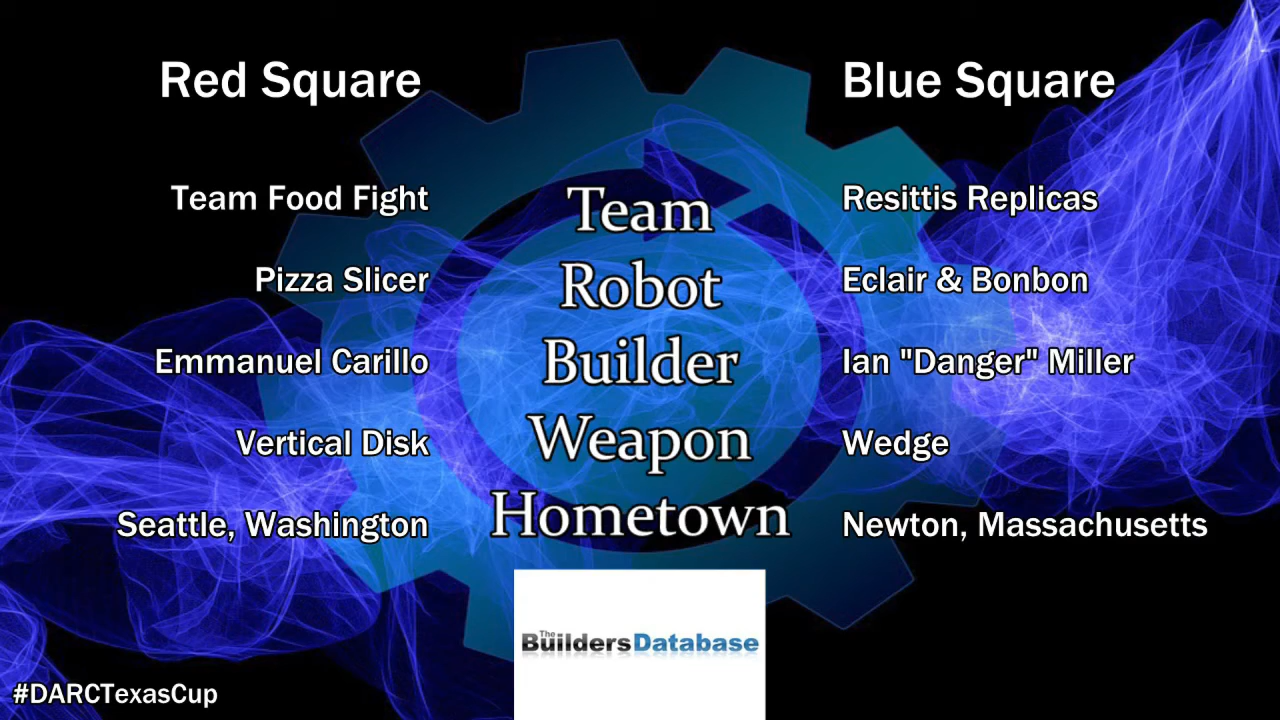 Red Square
Blue Square
Team Food Fight
Team
Resittis Replicas
Pizza Slicer
Robot
Eclair & Bonbon
Emmanuel Carillo
Builder
Ian "Danger" Miller
Vertical Disk
Weapon
Wedge
Seattle, Washington
Hometown
Newton, Massachusetts
The BuildersDatabase
#DARCTexasCup